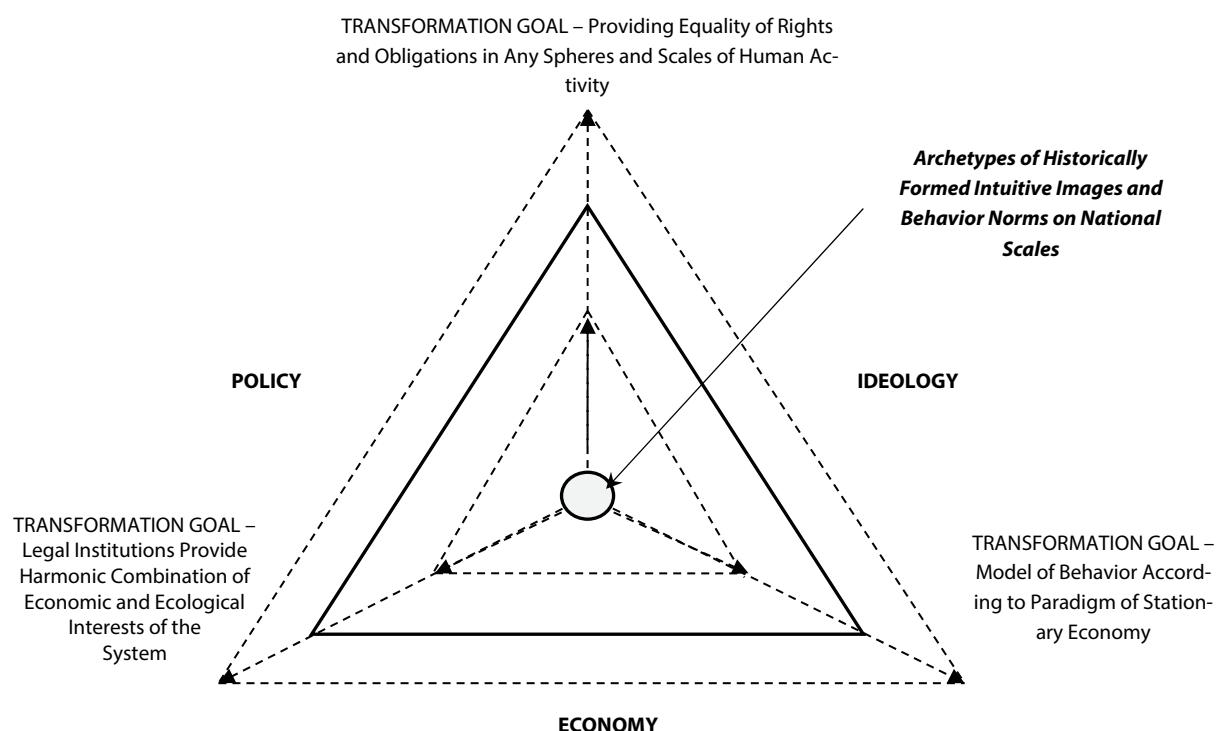 TRANSFORMATION GOAL – Providing Equality of Rights
and Obligations in Any Spheres and Scales of Human Ac-
tivity
Archetypes of Historically
Formed Intuitive Images and
Behavior Norms on National
Scales
POLICY
IDEOLOGY
TRANSFORMATION GOAL –
Legal Institutions Provide
Harmonic Combination of
Economic and Ecological
Interests of the
System
TRANSFORMATION GOAL –
Model of Behavior Accord-
ing to Paradigm of Station-
ary Economy
ECONOMY